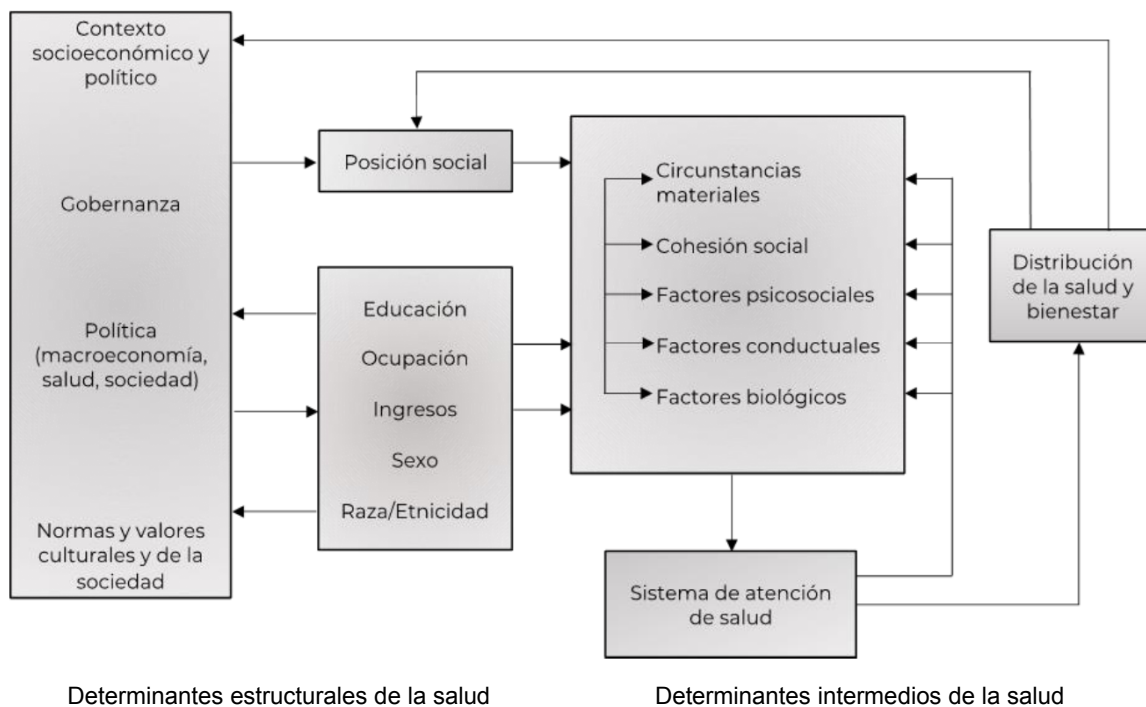 Contexto
socioeconómico y
político
Gobernanza
Política
(macroeconomía,
salud, sociedad)
Normas y valores
culturales y de la
sociedad
Posición social
Educación
Ocupación
Ingresos
Sexo
Raza/Etnicidad
Circunstancias
materiales
Cohesión social
Factores psicosociales
Factores conductuales
Factores biológicos
Sistema de atención
de salud
Distribución
de la salud y
bienestar
Determinantes estructurales de la salud
Determinantes intermedios de la salud